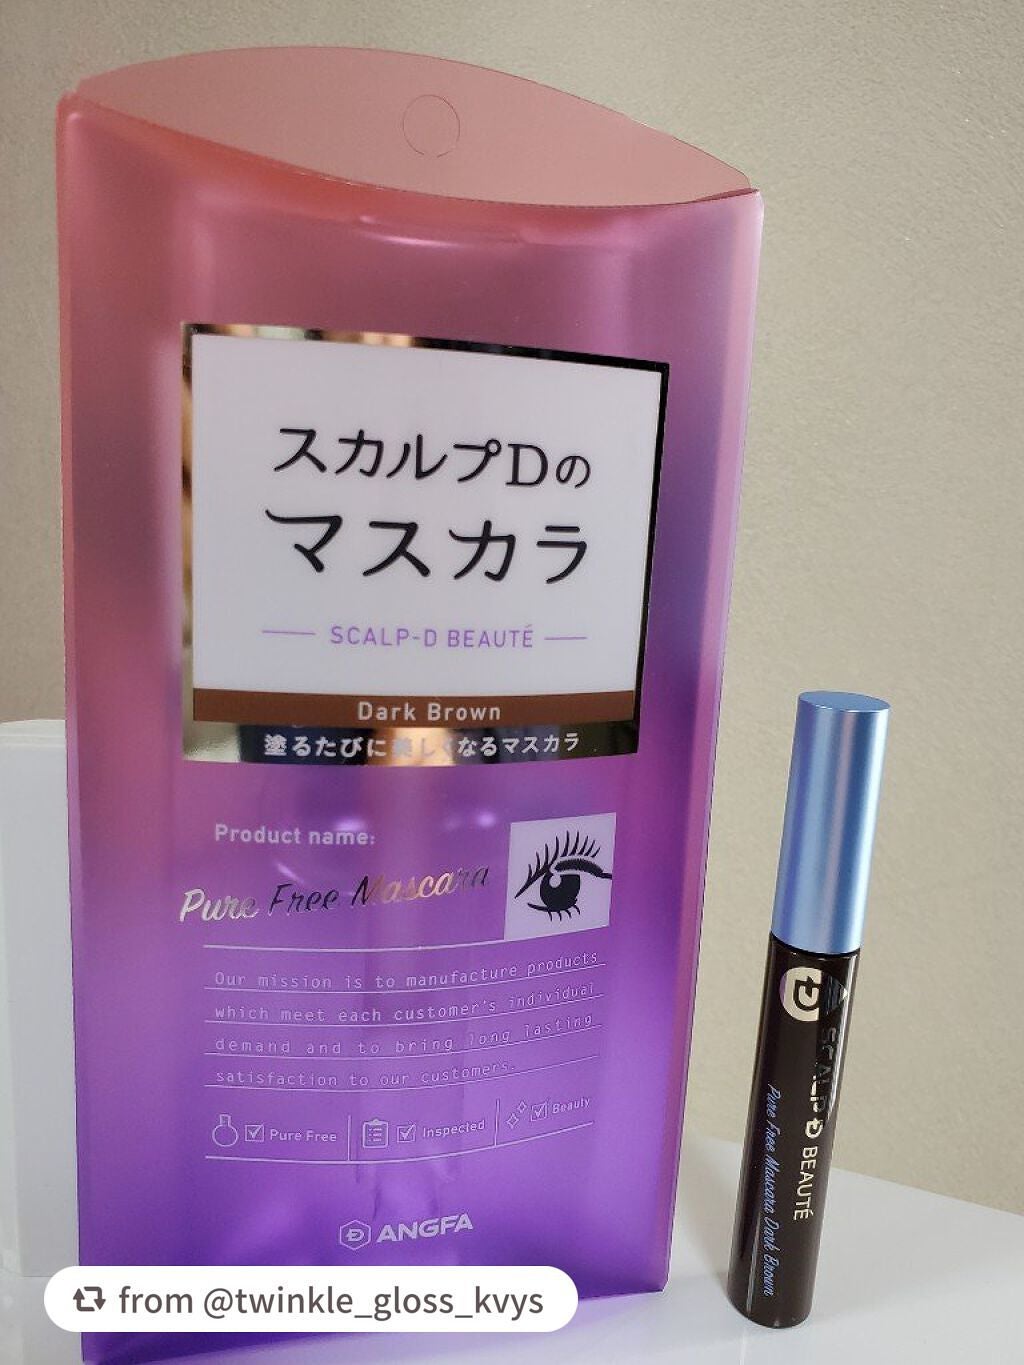 スカルプDの
マスカラ
SCALP-D BEAUTÉ
Dark Brown
塗るたびに美しくなるマスカラ
Product name:
Pure Free Mascara
Our mission is to manufacture products
which meet each customer's individual
demand and to bring long lasting
satisfaction to our customers.
Pure Free
Inspected
Beauty
ANGFA
SCALP-D BEAUTÉ
Pure Free Mascara Dark Brown
from @twinkle_gloss_kvys